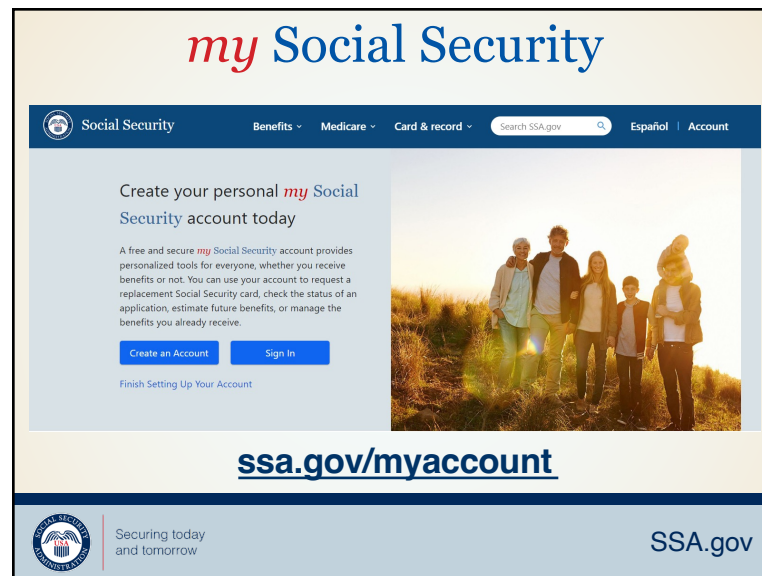 my Social Security
Social Security
Benefits
Medicare
Card & record
Search SSA.gov
Español | Account
Create your personal my Social
Security account today
A free and secure my Social Security account provides
personalized tools for everyone, whether you receive
benefits or not. You can use your account to request a
replacement Social Security card, check the status of an
application, estimate future benefits, or manage the
benefits you already receive.
Create an Account
Sign In
Finish Setting Up Your Account
ssa.gov/myaccount
SOCIAL SECURITY
USA
ADMINISTRATION
Securing today
and tomorrow
SSA.gov